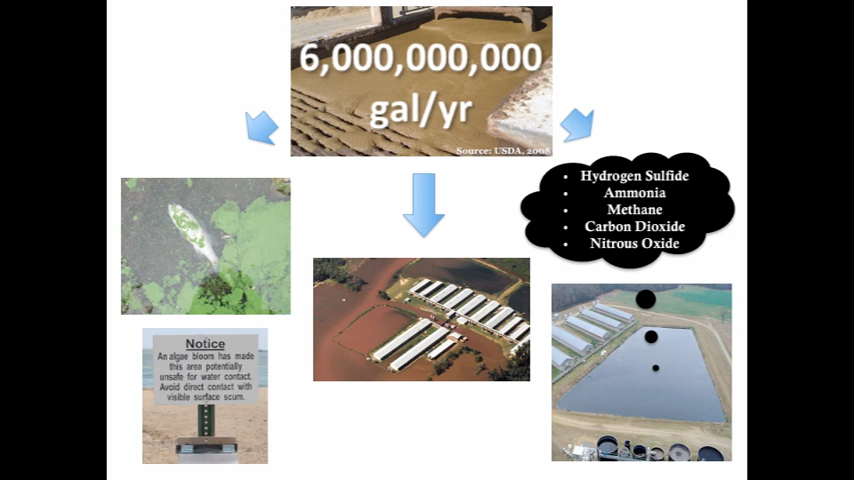 6,000,000,000
gal/yr
Source: USDA, 2008
• Hydrogen Sulfide
• Ammonia
• Methane
• Carbon Dioxide
• Nitrous Oxide
Notice
An algae bloom has made
this area potentially
unsafe for water contact.
Avoid direct contact with
visible surface scum.